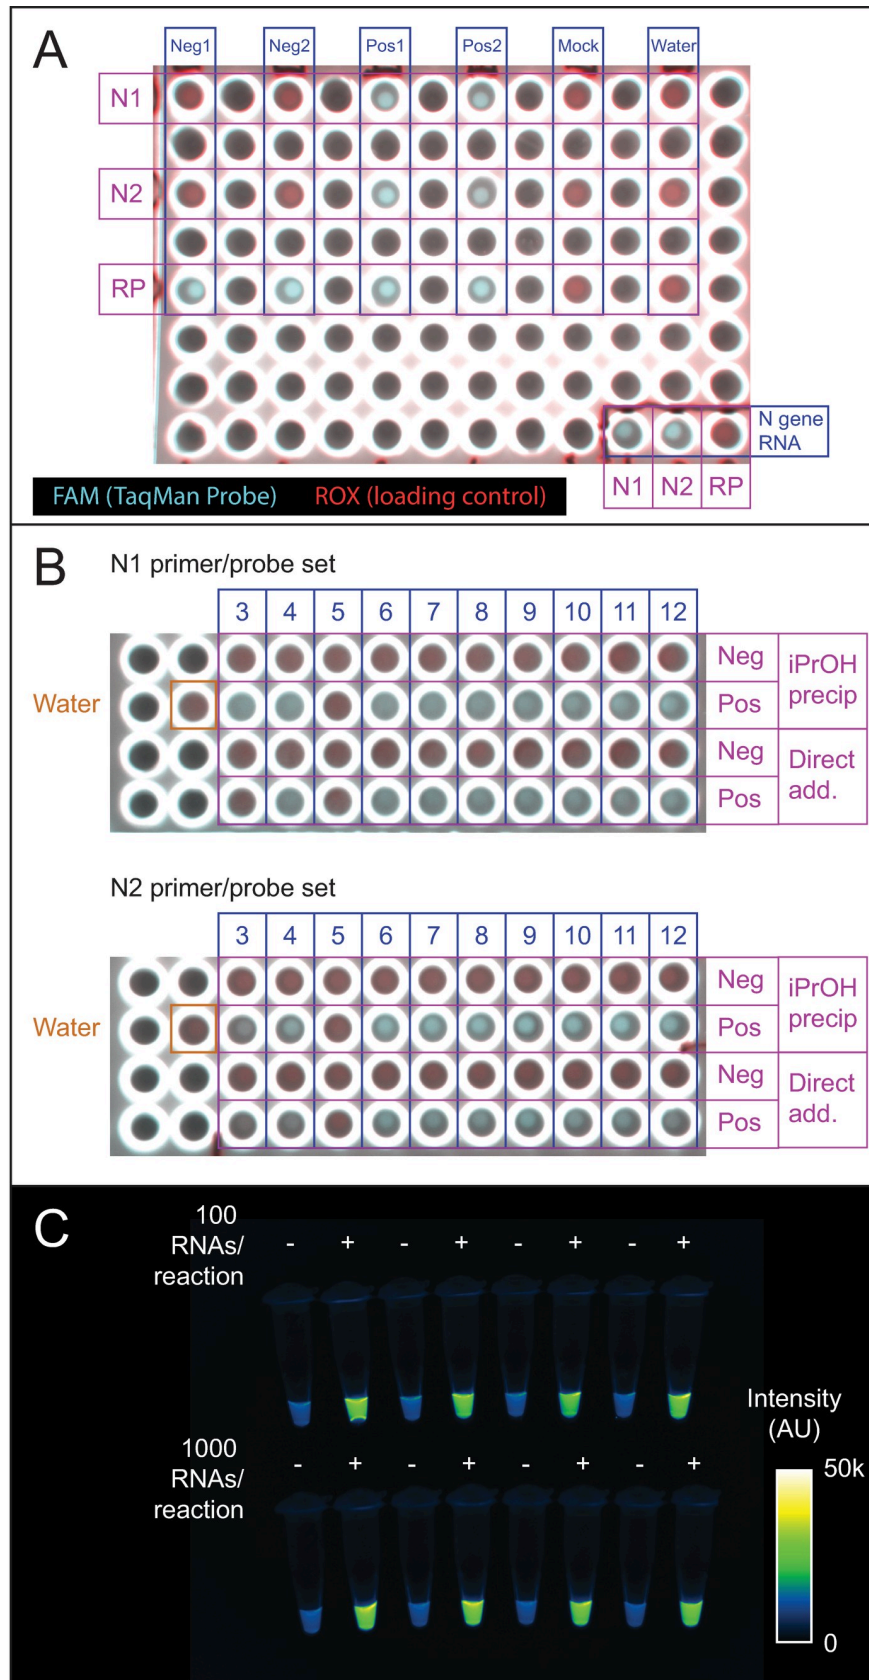 A
Neg1 Neg2 Pos1 Pos2 Mock Water
N1
N2
RP
N gene
RNA
N1 N2 RP
FAM (TaqMan Probe) ROX (loading control)
B
N1 primer/probe set
3 4 5 6 7 8 9 10 11 12
Neg
iPrOH
precip
Water
Pos
Neg
Direct
add.
Pos
N2 primer/probe set
3 4 5 6 7 8 9 10 11 12
Neg
iPrOH
precip
Water
Pos
Neg
Direct
add.
Pos
C
100
RNAs/
reaction
- + - + - + - +
Intensity
(AU)
50k
0
1000
RNAs/
reaction
- + - + - + - +